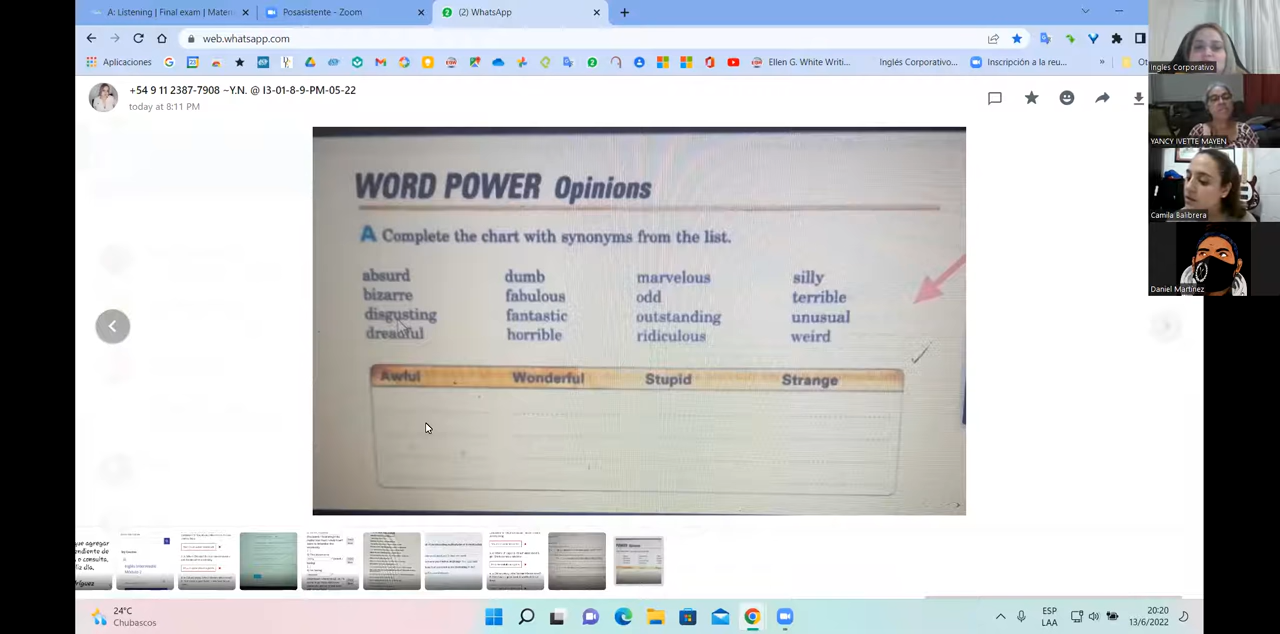 A: Listening | Final exam | Mater
Posasistente - Zoom
(2) WhatsApp
web.whatsapp.com
Aplicaciones
Ellen G. White Writi...
Inglés Corporativo...
Inscripción a la reu...
+54 9 11 2387-7908 ~Y.N. @ I3-01-8-9-PM-05-22
today at 8:11 PM
Ingles Corporativo
YANCY IVETTE MAYEN
Camila Balibrera
Daniel Martinez
WORD POWER Opinions
A Complete the chart with synonyms from the list.
absurd dumb marvelous silly
bizarre fabulous odd terrible
disgusting fantastic outstanding unusual
dreadful horrible ridiculous weird
Awful Wonderful Stupid Strange
24°C
Chubascos
ESP
LAA
20:20
13/6/2022